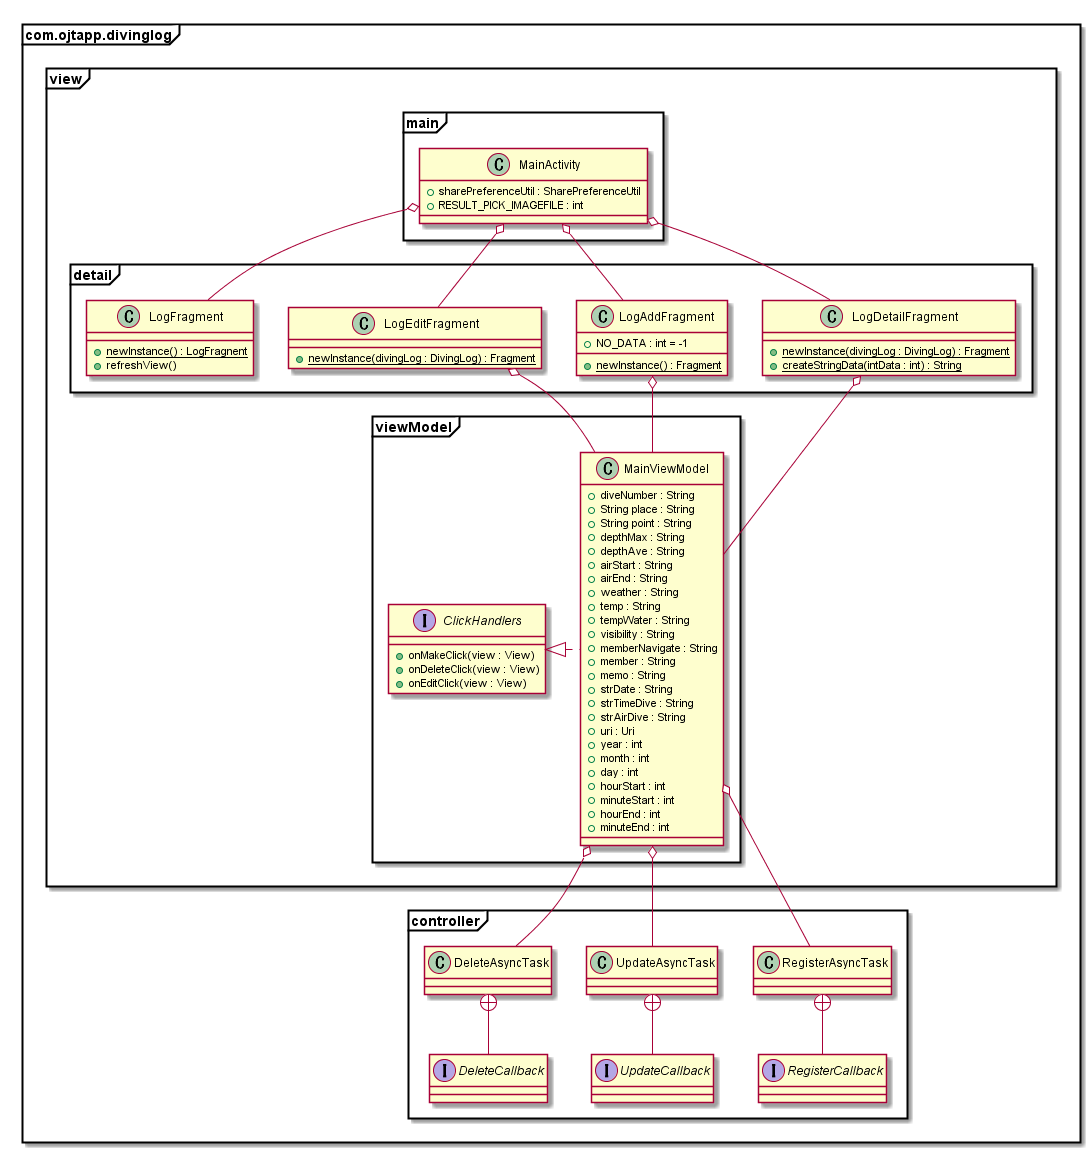 com.ojtapp.divinglog
view
main
C MainActivity
sharePreferenceUtil : SharePreferenceUtil
RESULT_PICK_IMAGEFILE : int
detail
C LogFragment
newInstance() : LogFragment
refreshView()
C LogEditFragment
newInstance(divingLog : DivingLog) : Fragment
C LogAddFragment
NO_DATA : int = -1
newInstance() : Fragment
C LogDetailFragment
newInstance(divingLog : DivingLog) : Fragment
createStringData(intData : int) : String
viewModel
C MainViewModel
diveNumber : String
String place : String
String point : String
depthMax : String
depthAve : String
airStart : String
airEnd : String
weather : String
temp : String
tempWater : String
visibility : String
memberNavigate : String
member : String
memo : String
strDate : String
strTimeDive : String
strAirDive : String
uri : Uri
year : int
month : int
day : int
hourStart : int
minuteStart : int
hourEnd : int
minuteEnd : int
I ClickHandlers
onMakeClick(view : View)
onDeleteClick(view : View)
onEditClick(view : View)
controller
C DeleteAsyncTask
C UpdateAsyncTask
C RegisterAsyncTask
I DeleteCallback
I UpdateCallback
I RegisterCallback